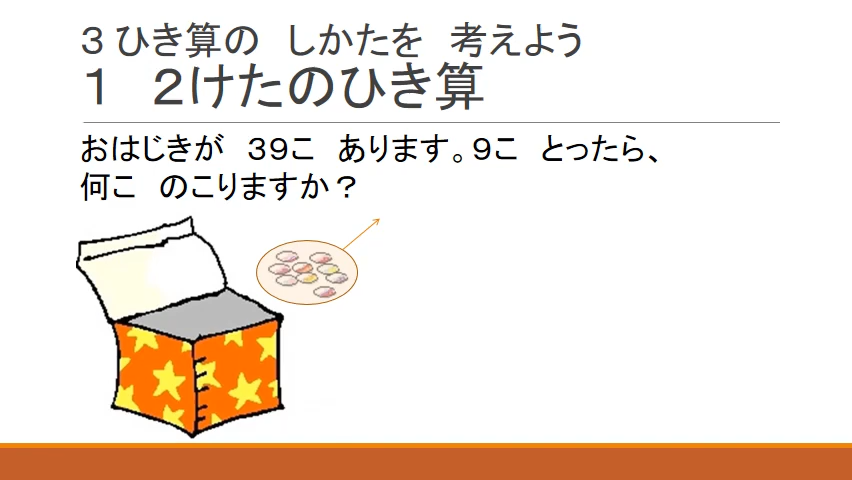 ３ひき算の　しかたを　考えよう
１　２けたのひき算
おはじきが　３９こ　あります。９こ　とったら、
何こ　のこりますか？